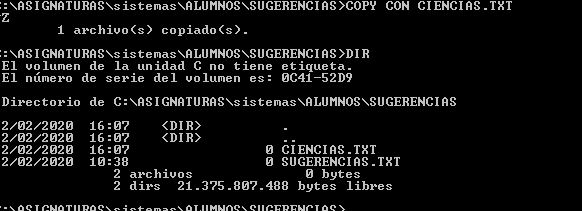 :\ASIGNATURAS\sistemas\ALUMNOS\SUGERENCIAS>COPY CON CIENCIAS.TXT
Z
        1 archivo(s) copiado(s).
:\ASIGNATURAS\sistemas\ALUMNOS\SUGERENCIAS>DIR
El volumen de la unidad C no tiene etiqueta.
El número de serie del volumen es: 0C41-52D9
Directorio de C:\ASIGNATURAS\sistemas\ALUMNOS\SUGERENCIAS
2/02/2020  16:07    <DIR>          .
2/02/2020  16:07    <DIR>          ..
2/02/2020  16:07                 0 CIENCIAS.TXT
2/02/2020  10:38                 0 SUGERENCIAS.TXT
               2 archivos              0 bytes
               2 dirs  21.375.807.488 bytes libres
:\ASIGNATURAS\sistemas\ALUMNOS\SUGERENCIAS>